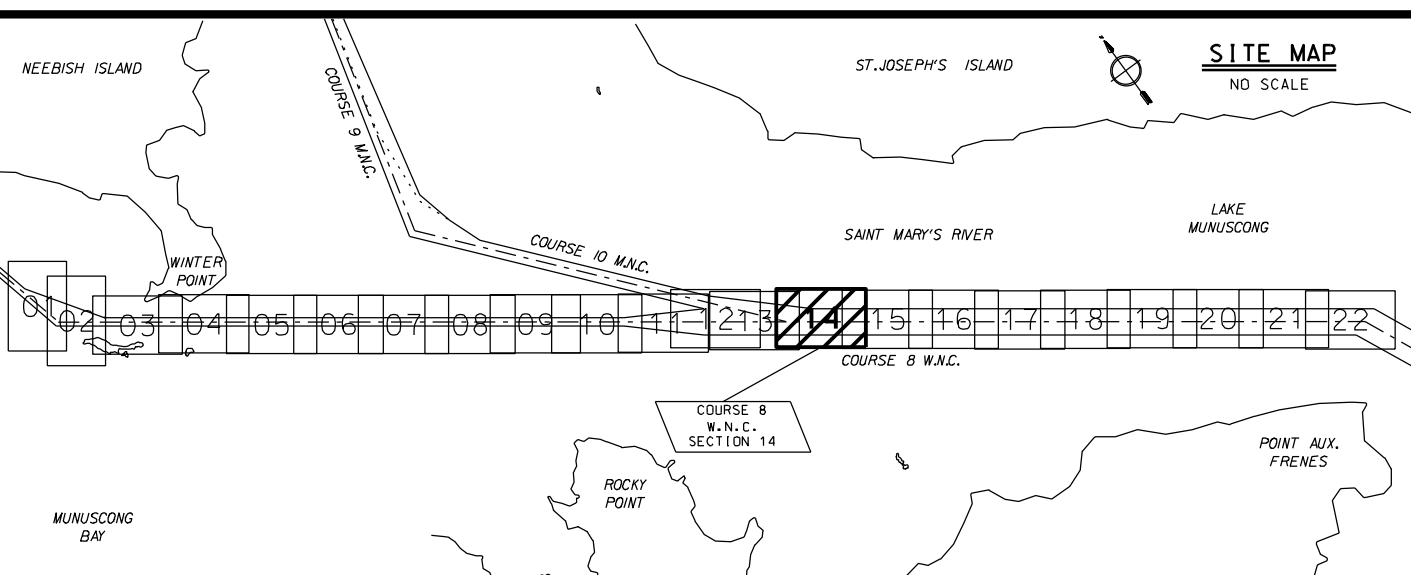 NEEBISH ISLAND
ST.JOSEPH'S ISLAND
SITE MAP
NO SCALE
COURSE 9 M.N.C.
LAKE
MUNUSCONG
SAINT MARY'S RIVER
COURSE 10 M.N.C.
WINTER
POINT
01 02 03 04 05 06 07 08 09 10 11 12 13 14 15 16 17 18 19 20 21 22
COURSE 8 W.N.C.
COURSE 8
W.N.C.
SECTION 14
POINT AUX.
FRENES
ROCKY
POINT
MUNUSCONG
BAY